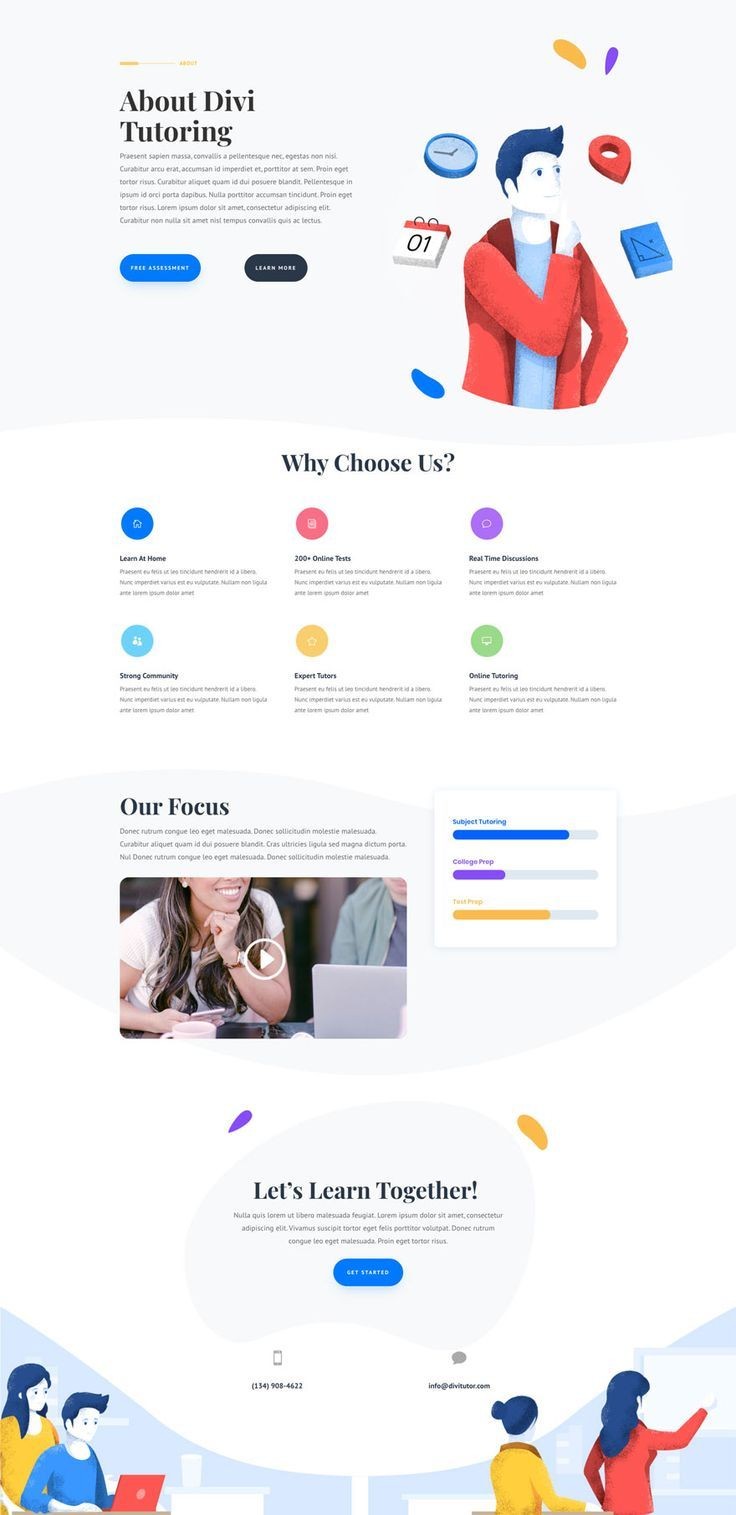 ABOUT
About Divi
Tutoring
Praesent sapien massa, convallis a pellentesque nec, egestas non nisi.
Curabitur arcu erat, accumsan id imperdiet et, porttitor at sem. Proin eget
tortor risus. Curabitur aliquet quam id dui posuere blandit. Pellentesque in
ipsum id orci porta dapibus. Nulla porttitor accumsan tincidunt. Proin eget
tortor risus. Lorem ipsum dolor sit amet, consectetur adipiscing elit.
Curabitur non nulla sit amet nisl tempus convallis quis ac lectus.
FREE ASSESSMENT
LEARN MORE
01
Why Choose Us?
Learn At Home
Praesent eu felis ut leo tincidunt hendrerit id a libero.
Nunc imperdiet varius est eu vulputate. Nullam non ligula
ante lorem ipsum dolor amet
200+ Online Tests
Praesent eu felis ut leo tincidunt hendrerit id a libero.
Nunc imperdiet varius est eu vulputate. Nullam non ligula
ante lorem ipsum dolor amet
Real Time Discussions
Praesent eu felis ut leo tincidunt hendrerit id a libero.
Nunc imperdiet varius est eu vulputate. Nullam non ligula
ante lorem ipsum dolor amet
Strong Community
Praesent eu felis ut leo tincidunt hendrerit id a libero.
Nunc imperdiet varius est eu vulputate. Nullam non ligula
ante lorem ipsum dolor amet
Expert Tutors
Praesent eu felis ut leo tincidunt hendrerit id a libero.
Nunc imperdiet varius est eu vulputate. Nullam non ligula
ante lorem ipsum dolor amet
Online Tutoring
Praesent eu felis ut leo tincidunt hendrerit id a libero.
Nunc imperdiet varius est eu vulputate. Nullam non ligula
ante lorem ipsum dolor amet
Our Focus
Donec rutrum congue leo eget malesuada. Donec sollicitudin molestie malesuada.
Curabitur aliquet quam id dui posuere blandit. Cras ultricies ligula sed magna dictum porta.
Nul Donec rutrum congue leo eget malesuada. Donec sollicitudin molestie malesuada.
Subject Tutoring
College Prep
Test Prep
Let's Learn Together!
Nulla quis lorem ut libero malesuada feugiat. Lorem ipsum dolor sit amet, consectetur
adipiscing elit. Vivamus suscipit tortor eget felis porttitor volutpat. Donec rutrum
congue leo eget malesuada. Proin eget tortor risus.
GET STARTED
(134) 908-4622
info@divitutor.com